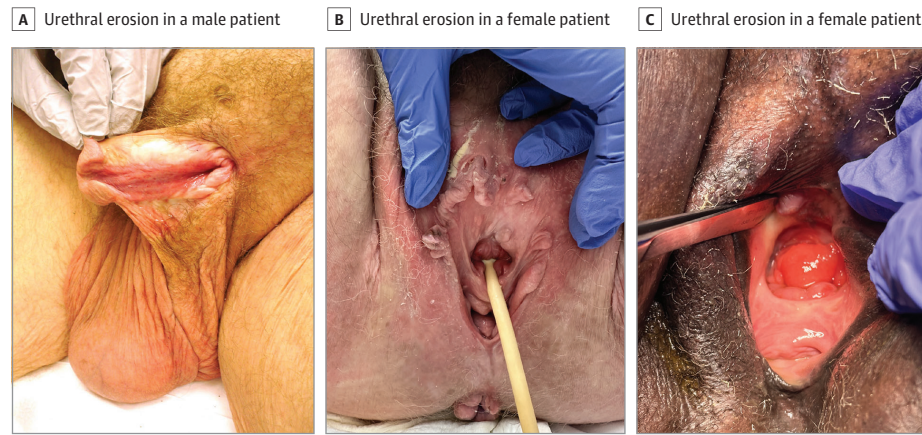 A Urethral erosion in a male patient
B Urethral erosion in a female patient
C Urethral erosion in a female patient